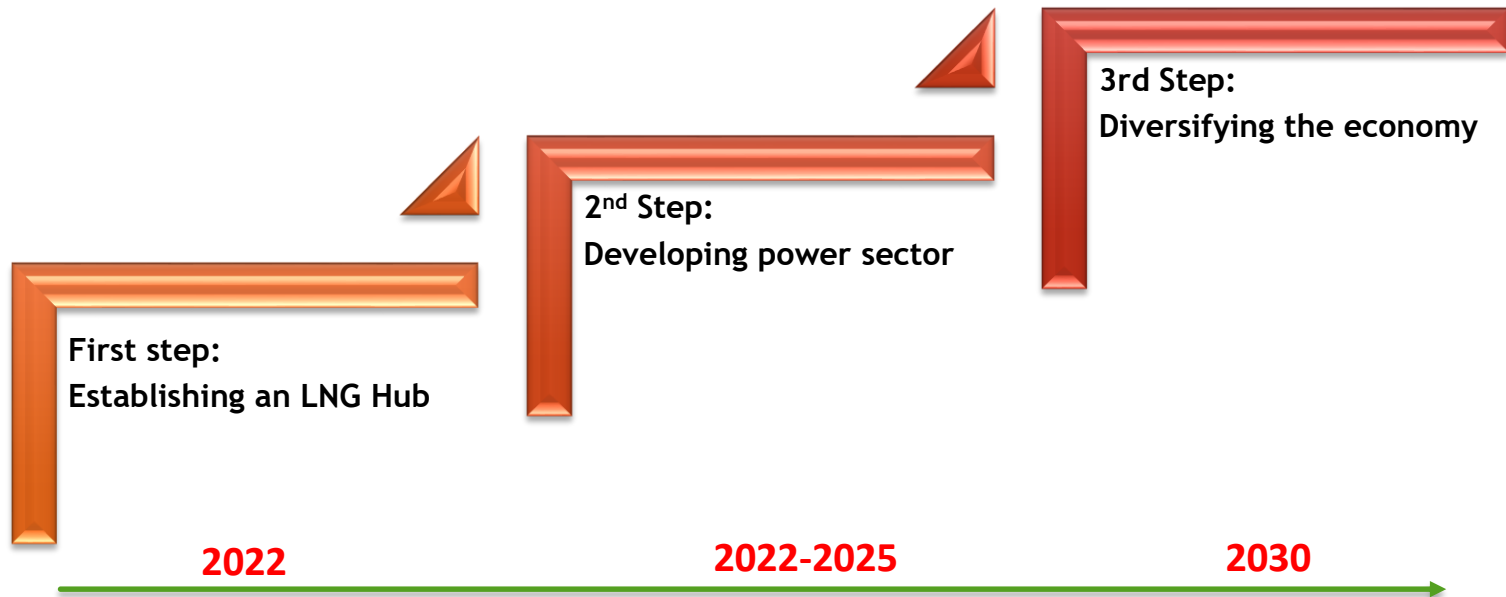 First step:
Establishing an LNG Hub
2nd Step:
Developing power sector
3rd Step:
Diversifying the economy
2022
2022-2025
2030